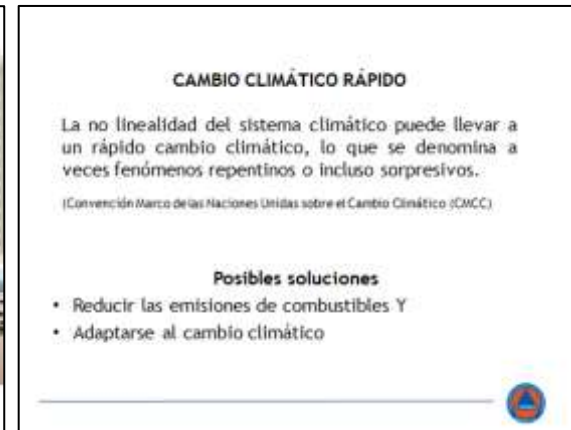 CAMBIO CLIMÁTICO RÁPIDO
La no linealidad del sistema climático puede llevar a
un rápido cambio climático, lo que se denomina a
veces fenómenos repentinos o incluso sorpresivos.
(Convención Marco de las Naciones Unidas sobre el Cambio Climático (CMCC)
Posibles soluciones
• Reducir las emisiones de combustibles Y
• Adaptarse al cambio climático